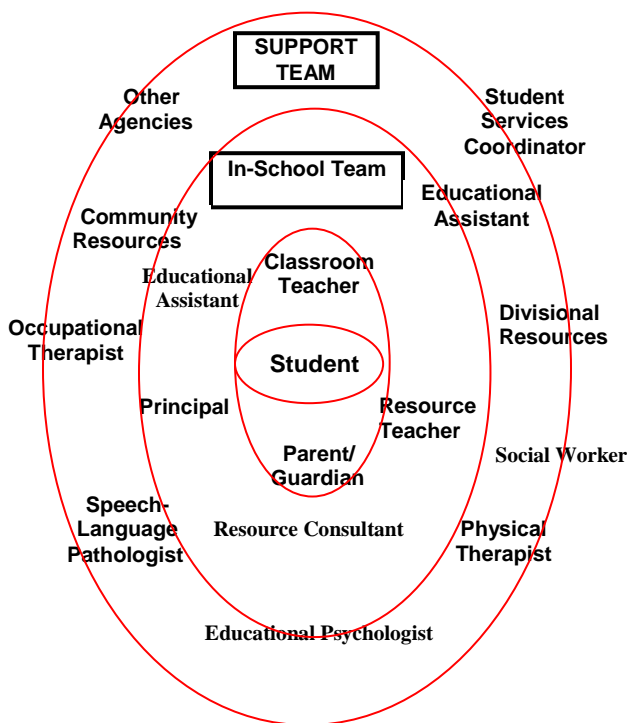 SUPPORT
TEAM
Other
Agencies
Student
Services
Coordinator
In-School Team
Educational
Assistant
Community
Resources
Classroom
Teacher
Educational
Assistant
Occupational
Therapist
Divisional
Resources
Student
Principal
Resource
Teacher
Parent/
Guardian
Social Worker
Speech-
Language
Pathologist
Resource Consultant
Physical
Therapist
Educational Psychologist